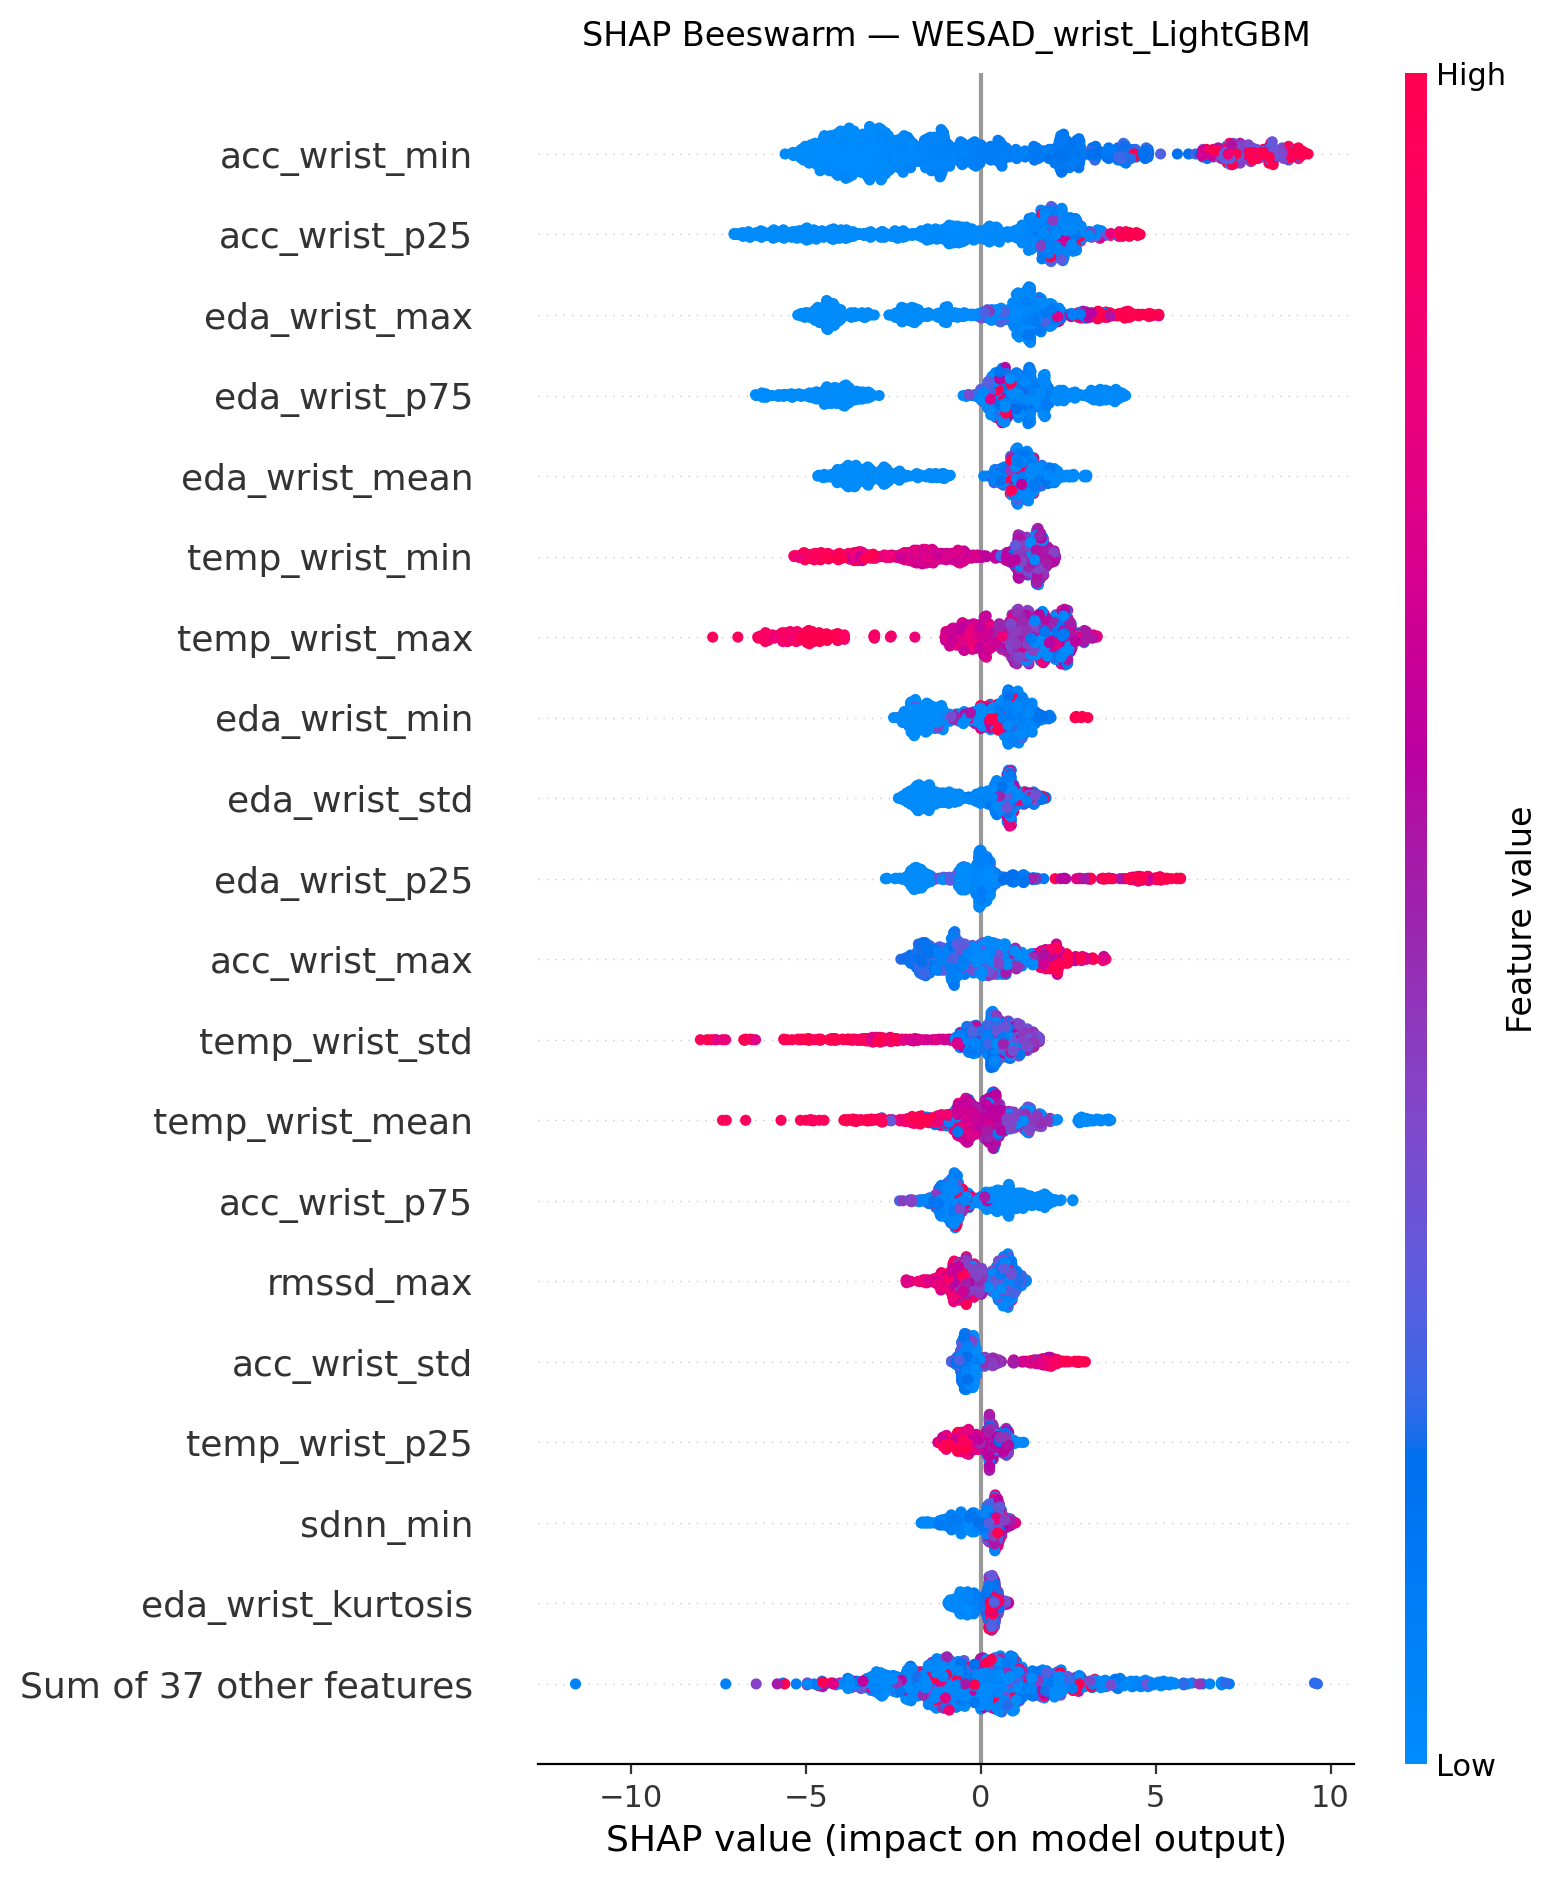 SHAP Beeswarm — WESAD_wrist_LightGBM
High
acc_wrist_min
acc_wrist_p25
eda_wrist_max
eda_wrist_p75
eda_wrist_mean
temp_wrist_min
temp_wrist_max
eda_wrist_min
eda_wrist_std
eda_wrist_p25
acc_wrist_max
temp_wrist_std
temp_wrist_mean
acc_wrist_p75
rmssd_max
acc_wrist_std
temp_wrist_p25
sdnn_min
eda_wrist_kurtosis
Sum of 37 other features
Feature value
Low
−10 −5 0 5 10
SHAP value (impact on model output)